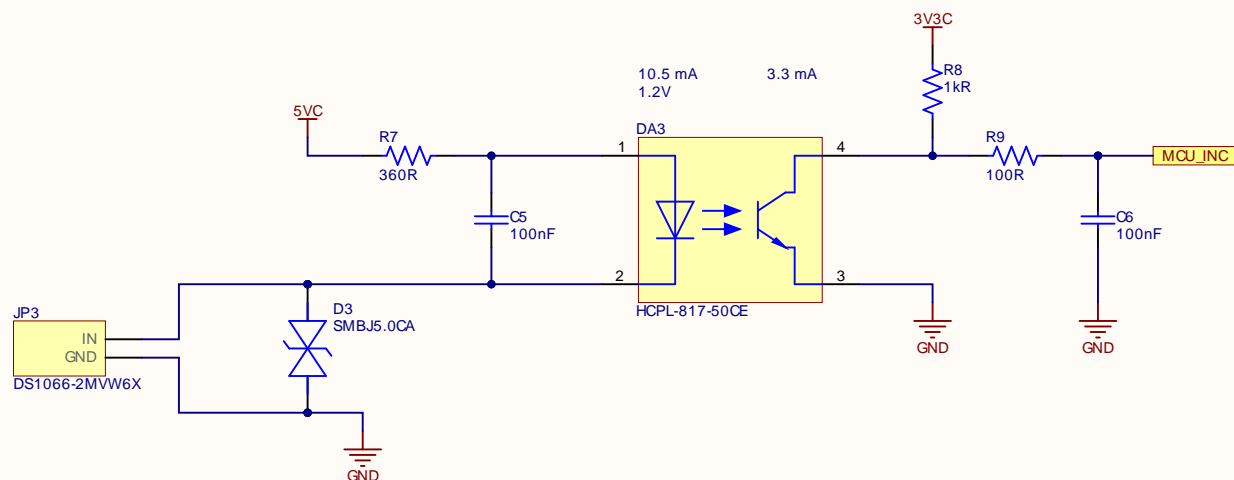 3V3C
10.5 mA
3.3 mA
1.2V
R8
1kR
5VC
DA3
R7
360R
1
4
R9
100R
MCU_INC
C5
100nF
C6
100nF
2
3
HCPL-817-50CE
JP3
IN
GND
DS1066-2MVW6X
D3
SMBJ5.0CA
GND
GND
GND